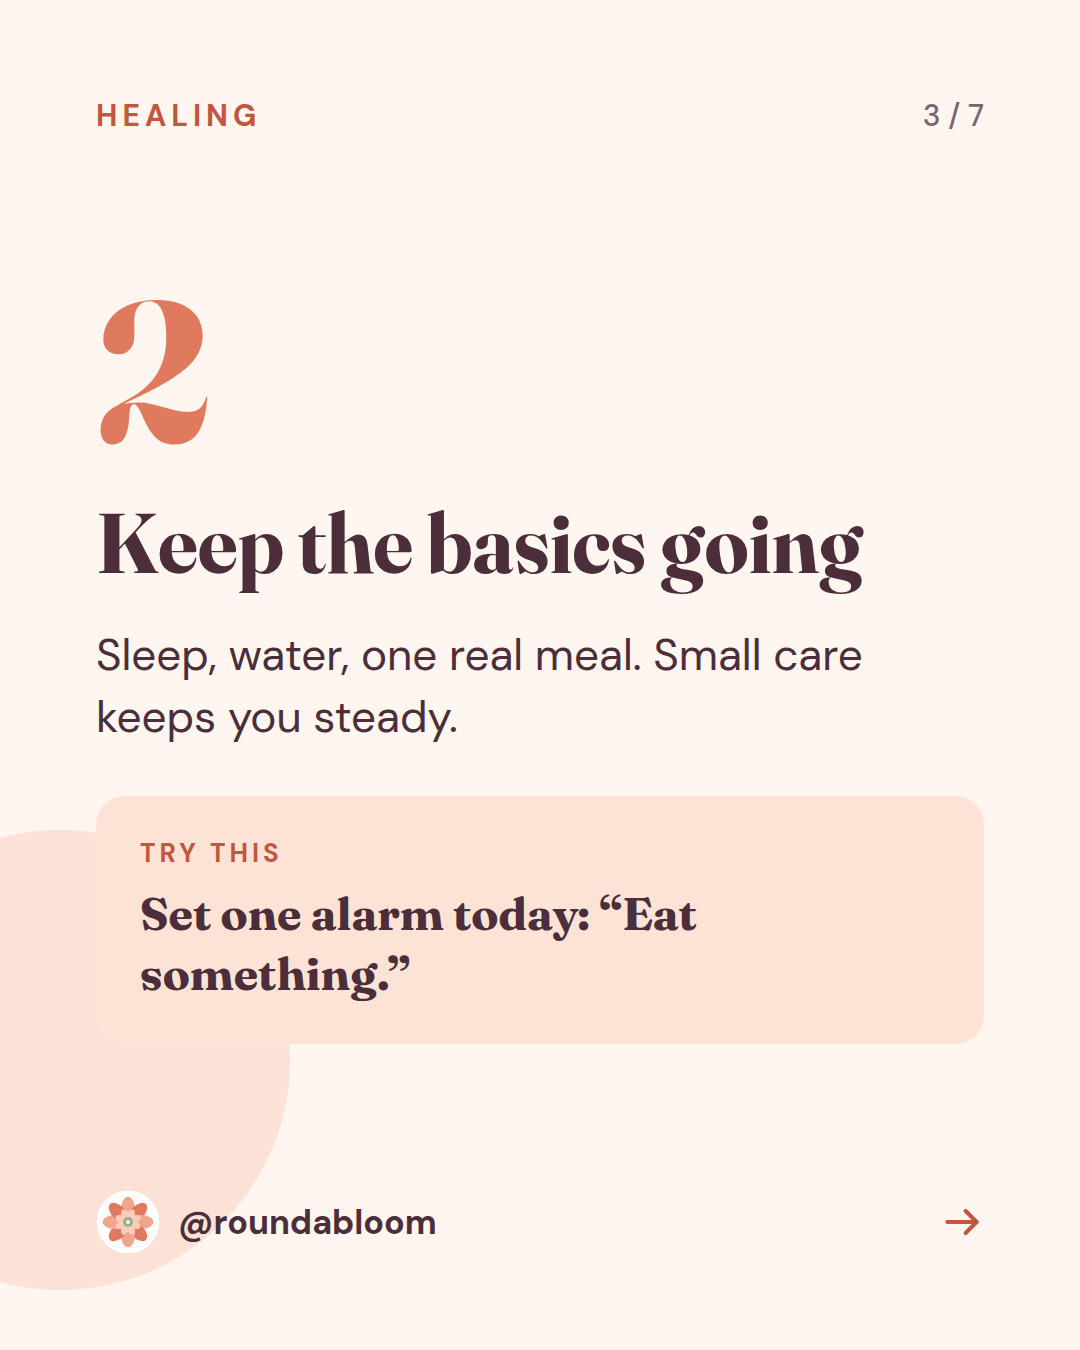 HEALING
3 / 7
2
Keep the basics going
Sleep, water, one real meal. Small care
keeps you steady.
TRY THIS
Set one alarm today: “Eat
something.”
@roundabloom